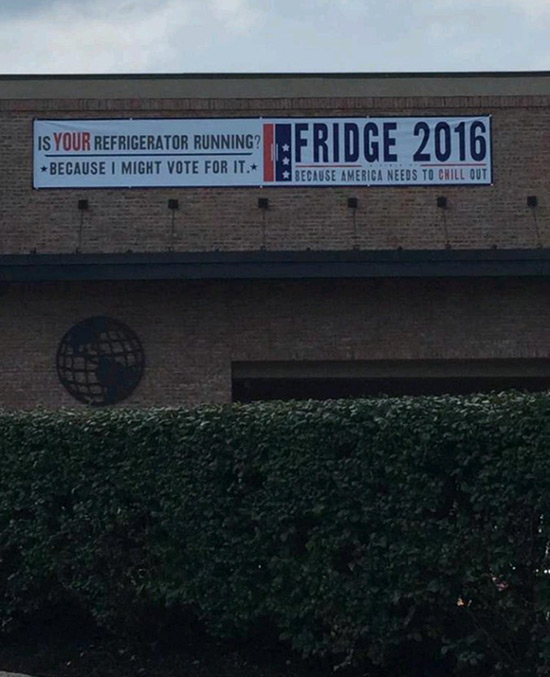 IS YOUR REFRIGERATOR RUNNING?
★BECAUSE I MIGHT VOTE FOR IT.★
FRIDGE 2016
BECAUSE AMERICA NEEDS TO CHILL OUT